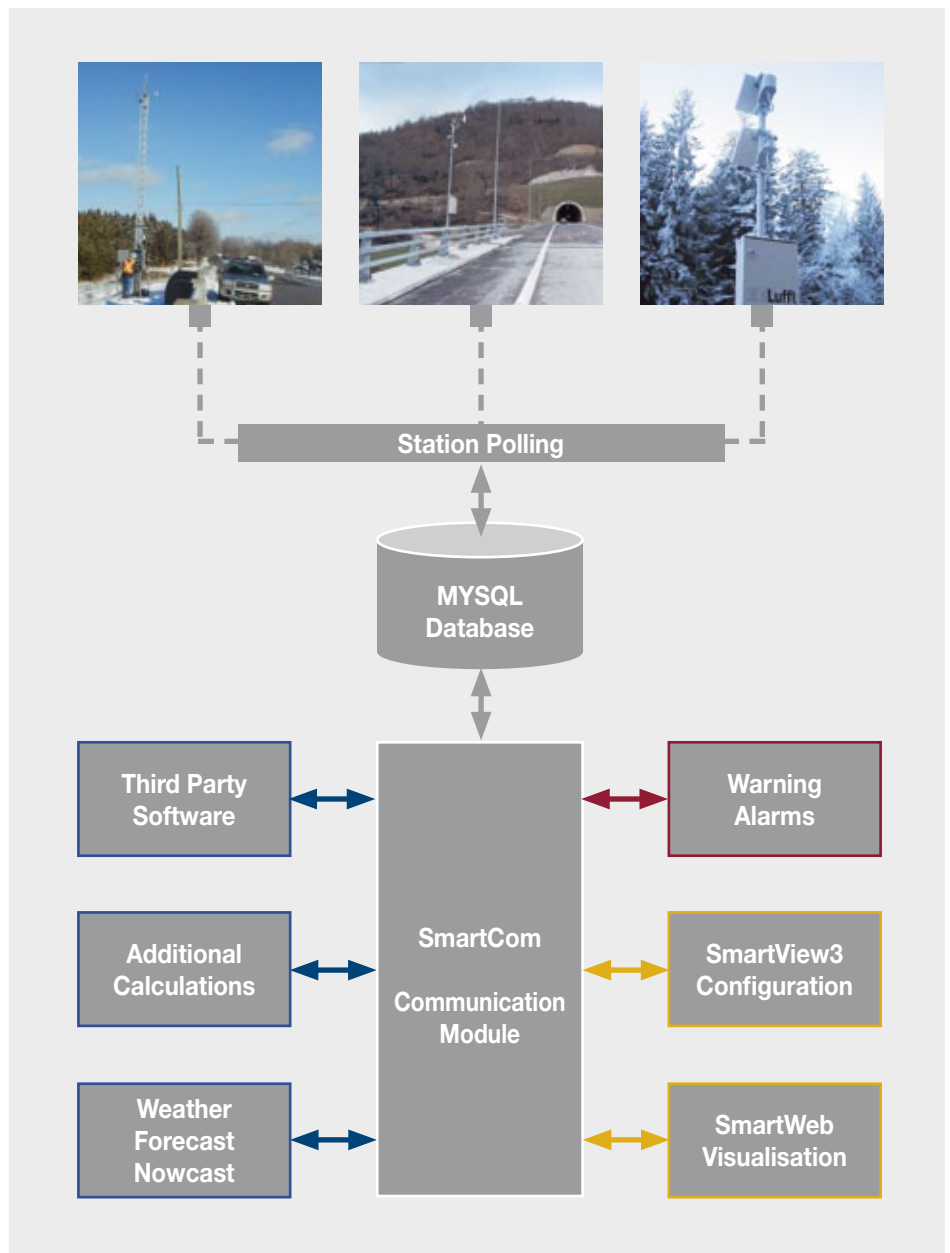 Lufft
Station Polling
MYSQL
Database
Third Party
Software
Warning
Alarms
SmartCom
Communication
Module
Additional
Calculations
SmartView3
Configuration
Weather
Forecast
Nowcast
SmartWeb
Visualisation